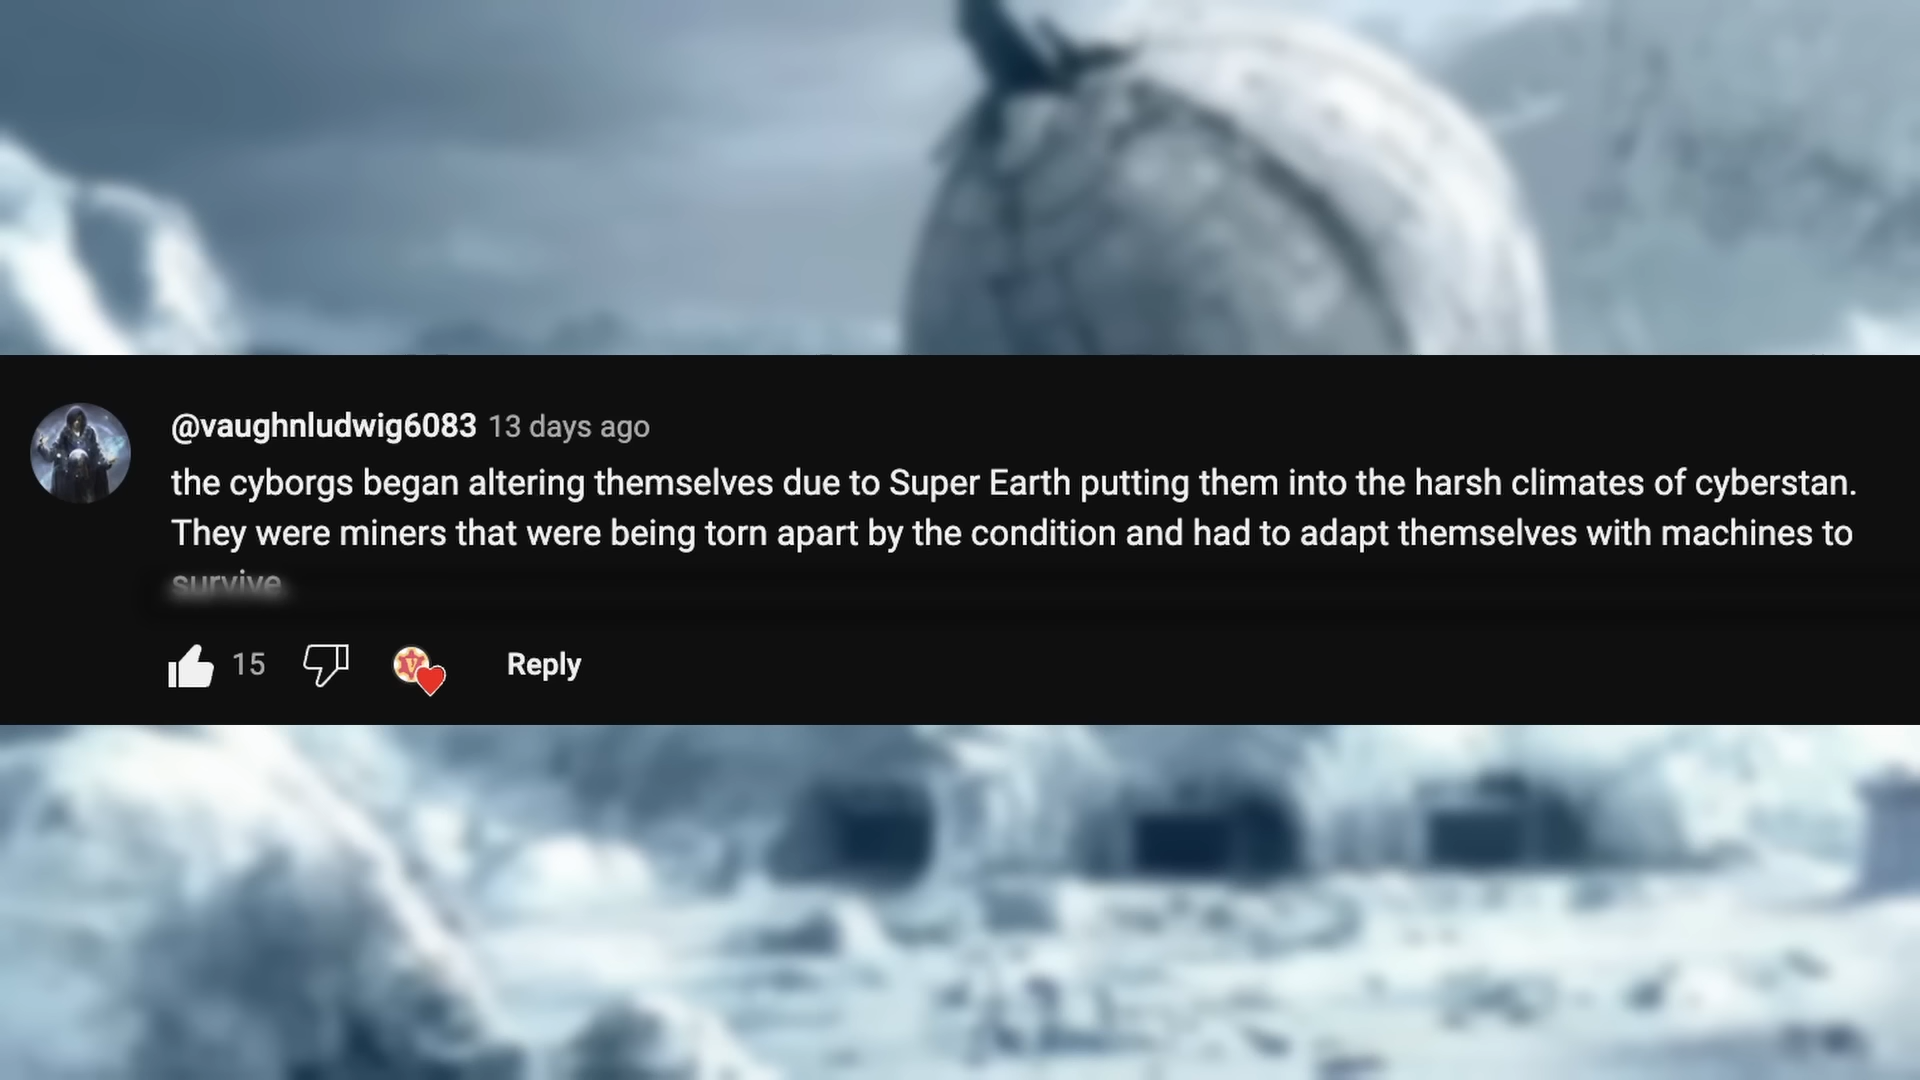 @vaughnludwig6083 13 days ago
the cyborgs began altering themselves due to Super Earth putting them into the harsh climates of cyberstan.
They were miners that were being torn apart by the condition and had to adapt themselves with machines to
survive
15 Reply